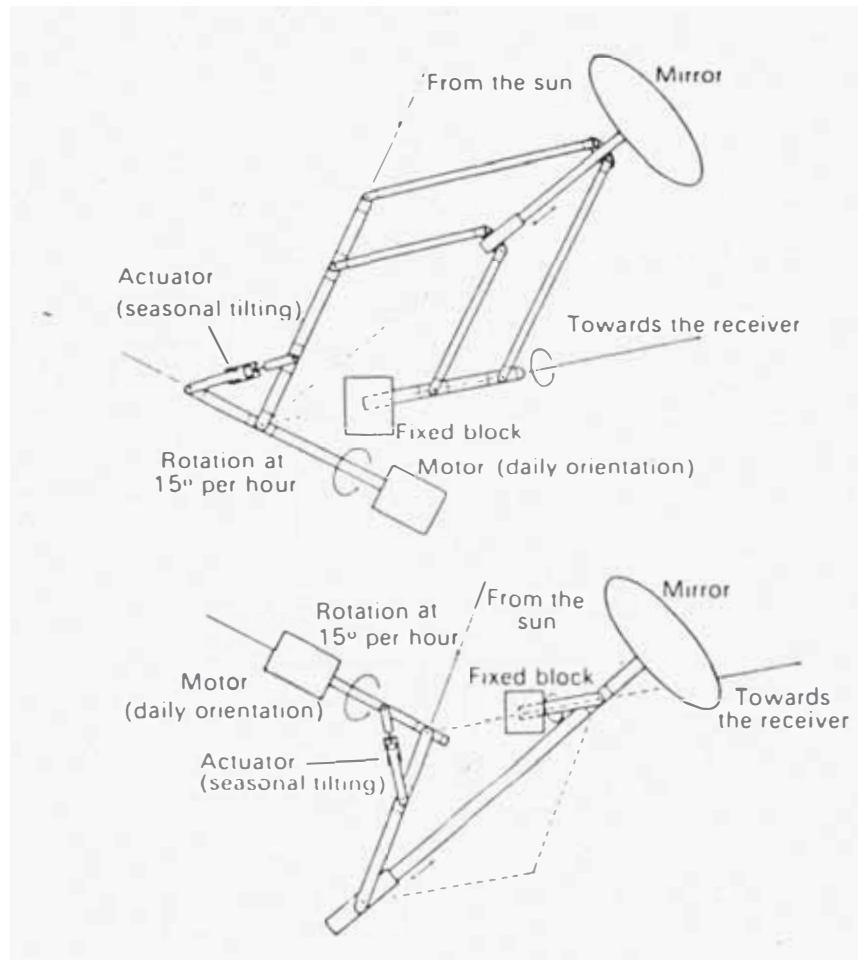 From the sun
Mirror
Actuator
(seasonal tilting)
Towards the receiver
Fixed block
Rotation at
15º per hour
Motor (daily orientation)
Rotation at
15º per hour
From the
sun
Mirror
Fixed block
Motor
(daily orientation)
Towards
the receiver
Actuator
(seasonal tilting)